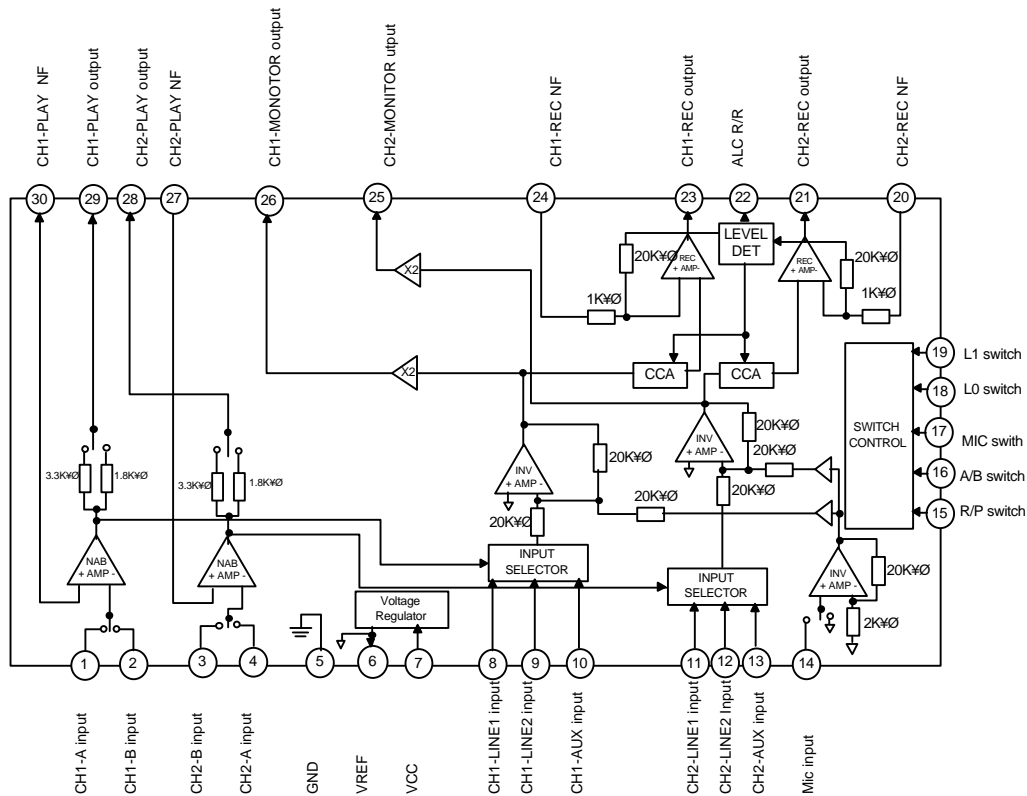 CH1-PLAY NF
CH1-PLAY output
CH2-PLAY output
CH2-PLAY NF
CH1-MONOTOR output
CH2-MONITOR utput
CH1-REC NF
CH1-REC output
ALC R/R
CH2-REC output
CH2-REC NF
30
29
28
27
26
25
24
23
22
21
20
LEVEL
DET
REC
+ AMP-
REC
+ AMP-
20K¥Ø
20K¥Ø
1K¥Ø
1K¥Ø
X2
X2
CCA
CCA
19
L1 switch
18
L0 switch
17
MIC swith
16
A/B switch
15
R/P switch
SWITCH
CONTROL
3.3K¥Ø
1.8K¥Ø
3.3K¥Ø
1.8K¥Ø
INV
+ AMP -
20K¥Ø
20K¥Ø
INV
+ AMP -
20K¥Ø
20K¥Ø
20K¥Ø
20K¥Ø
NAB
+ AMP -
NAB
+ AMP -
INPUT
SELECTOR
INPUT
SELECTOR
INV
+ AMP -
20K¥Ø
2K¥Ø
Voltage
Regulator
1
2
3
4
5
6
7
8
9
10
11
12
13
14
CH1-A input
CH1-B input
CH2-B input
CH2-A input
GND
VREF
VCC
CH1-LINE1 input
CH1-LINE2 input
CH1-AUX input
CH2-LINE1 input
CH2-LINE2 Input
CH2-AUX input
Mic input